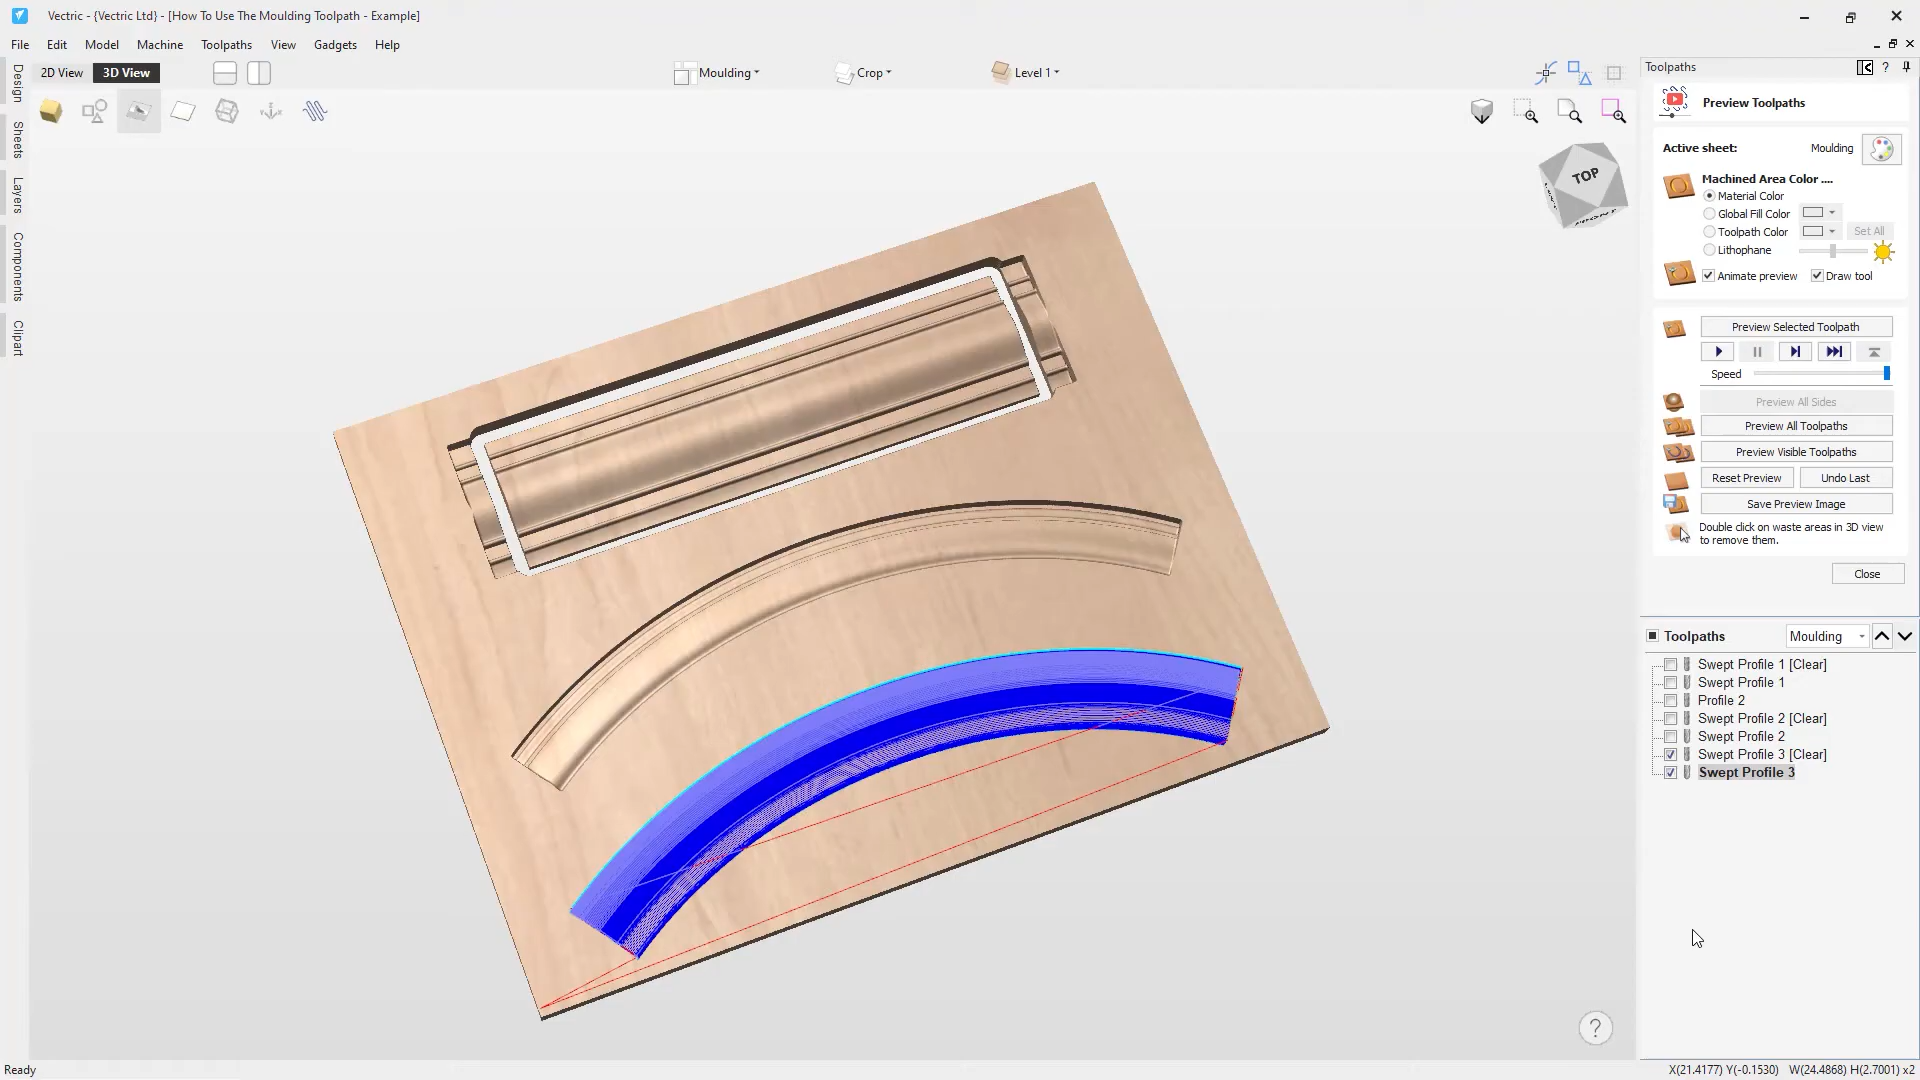 Vectric - {Vectric Ltd} - [How To Use The Moulding Toolpath - Example]
File Edit Model Machine Toolpaths View Gadgets Help
2D View 3D View Moulding Crop Level 1
Design
Sheets
Layers
Components
Clipart
TOP
FRONT
Toolpaths
?
Preview Toolpaths
Active sheet: Moulding
Machined Area Color ....
Material Color
Global Fill Color
Toolpath Color Set All
Lithophane
Animate preview Draw tool
Preview Selected Toolpath
Speed
Preview All Sides
Preview All Toolpaths
Preview Visible Toolpaths
Reset Preview Undo Last
Save Preview Image
Double click on waste areas in 3D view
to remove them.
Close
Toolpaths Moulding
Swept Profile 1 [Clear]
Swept Profile 1
Profile 2
Swept Profile 2 [Clear]
Swept Profile 2
Swept Profile 3 [Clear]
Swept Profile 3
?
Ready X(21.4177) Y(-0.1530) W(24.4868) H(2.7001) x2